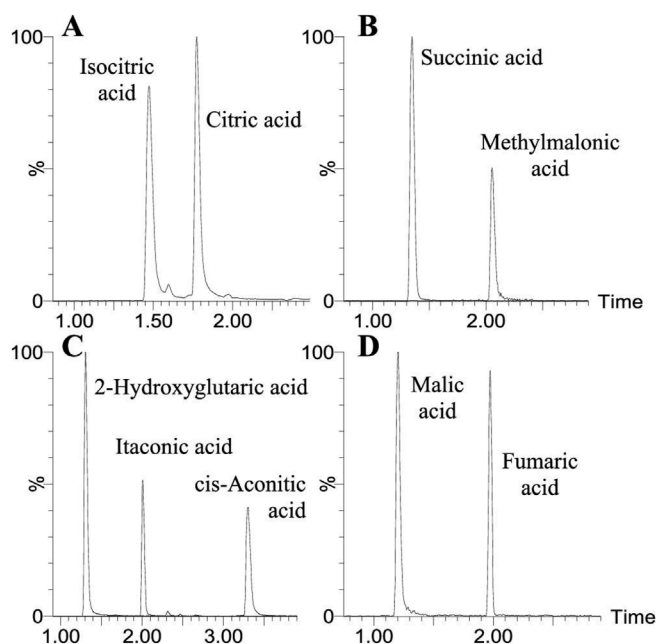 A
100
Isocitric
acid
Citric acid
%
0
1.00
1.50
2.00
B
100
Succinic acid
Methylmalonic
acid
%
0
1.00
2.00
Time
C
100
2-Hydroxyglutaric acid
Itaconic acid
cis-Aconitic
acid
%
0
1.00
2.00
3.00
D
100
Malic
acid
Fumaric
acid
%
0
1.00
2.00
Time